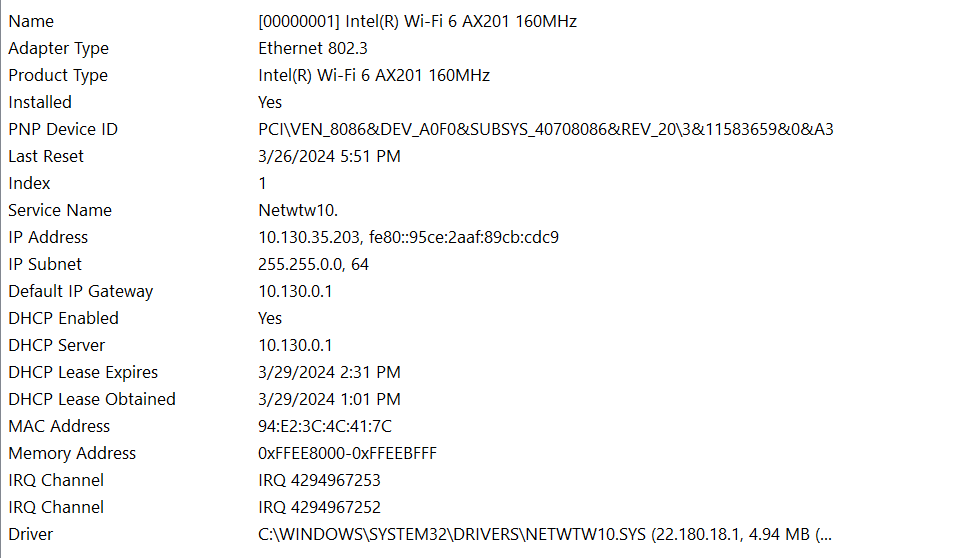 Name [00000001] Intel(R) Wi-Fi 6 AX201 160MHz
Adapter Type Ethernet 802.3
Product Type Intel(R) Wi-Fi 6 AX201 160MHz
Installed Yes
PNP Device ID PCI\VEN_8086&DEV_A0F0&SUBSYS_40708086&REV_20\3&11583659&0&A3
Last Reset 3/26/2024 5:51 PM
Index 1
Service Name Netwtw10.
IP Address 10.130.35.203, fe80::95ce:2aaf:89cb:cdc9
IP Subnet 255.255.0.0, 64
Default IP Gateway 10.130.0.1
DHCP Enabled Yes
DHCP Server 10.130.0.1
DHCP Lease Expires 3/29/2024 2:31 PM
DHCP Lease Obtained 3/29/2024 1:01 PM
MAC Address 94:E2:3C:4C:41:7C
Memory Address 0xFFEE8000-0xFFEEBFFF
IRQ Channel IRQ 4294967253
IRQ Channel IRQ 4294967252
Driver C:\WINDOWS\SYSTEM32\DRIVERS\NETWTW10.SYS (22.180.18.1, 4.94 MB (...